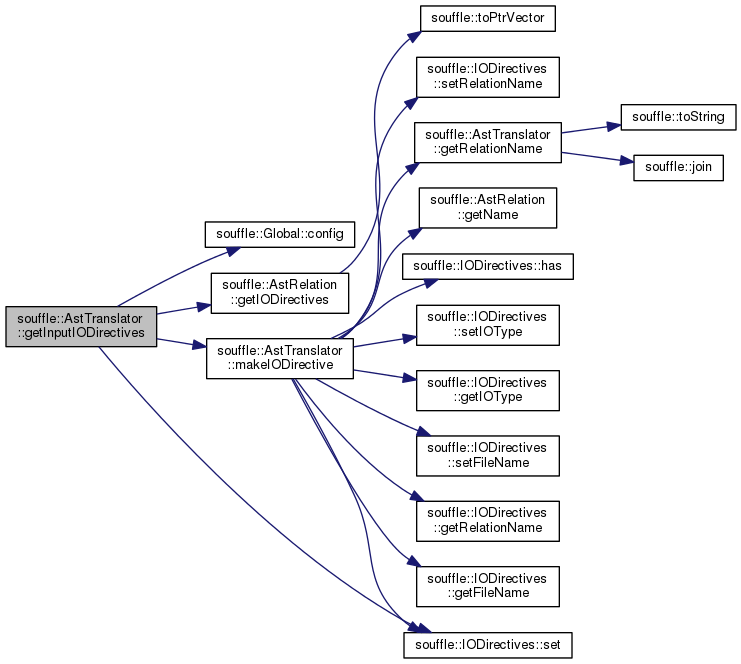 souffle::toPtrVector
souffle::IODirectives
::setRelationName
souffle::AstTranslator
::getRelationName
souffle::toString
souffle::join
souffle::AstRelation
::getName
souffle::Global::config
souffle::IODirectives::has
souffle::AstRelation
::getIODirectives
souffle::AstTranslator
::getInputIODirectives
souffle::IODirectives
::setIOType
souffle::AstTranslator
::makeIODirective
souffle::IODirectives
::getIOType
souffle::IODirectives
::setFileName
souffle::IODirectives
::getRelationName
souffle::IODirectives
::getFileName
souffle::IODirectives::set